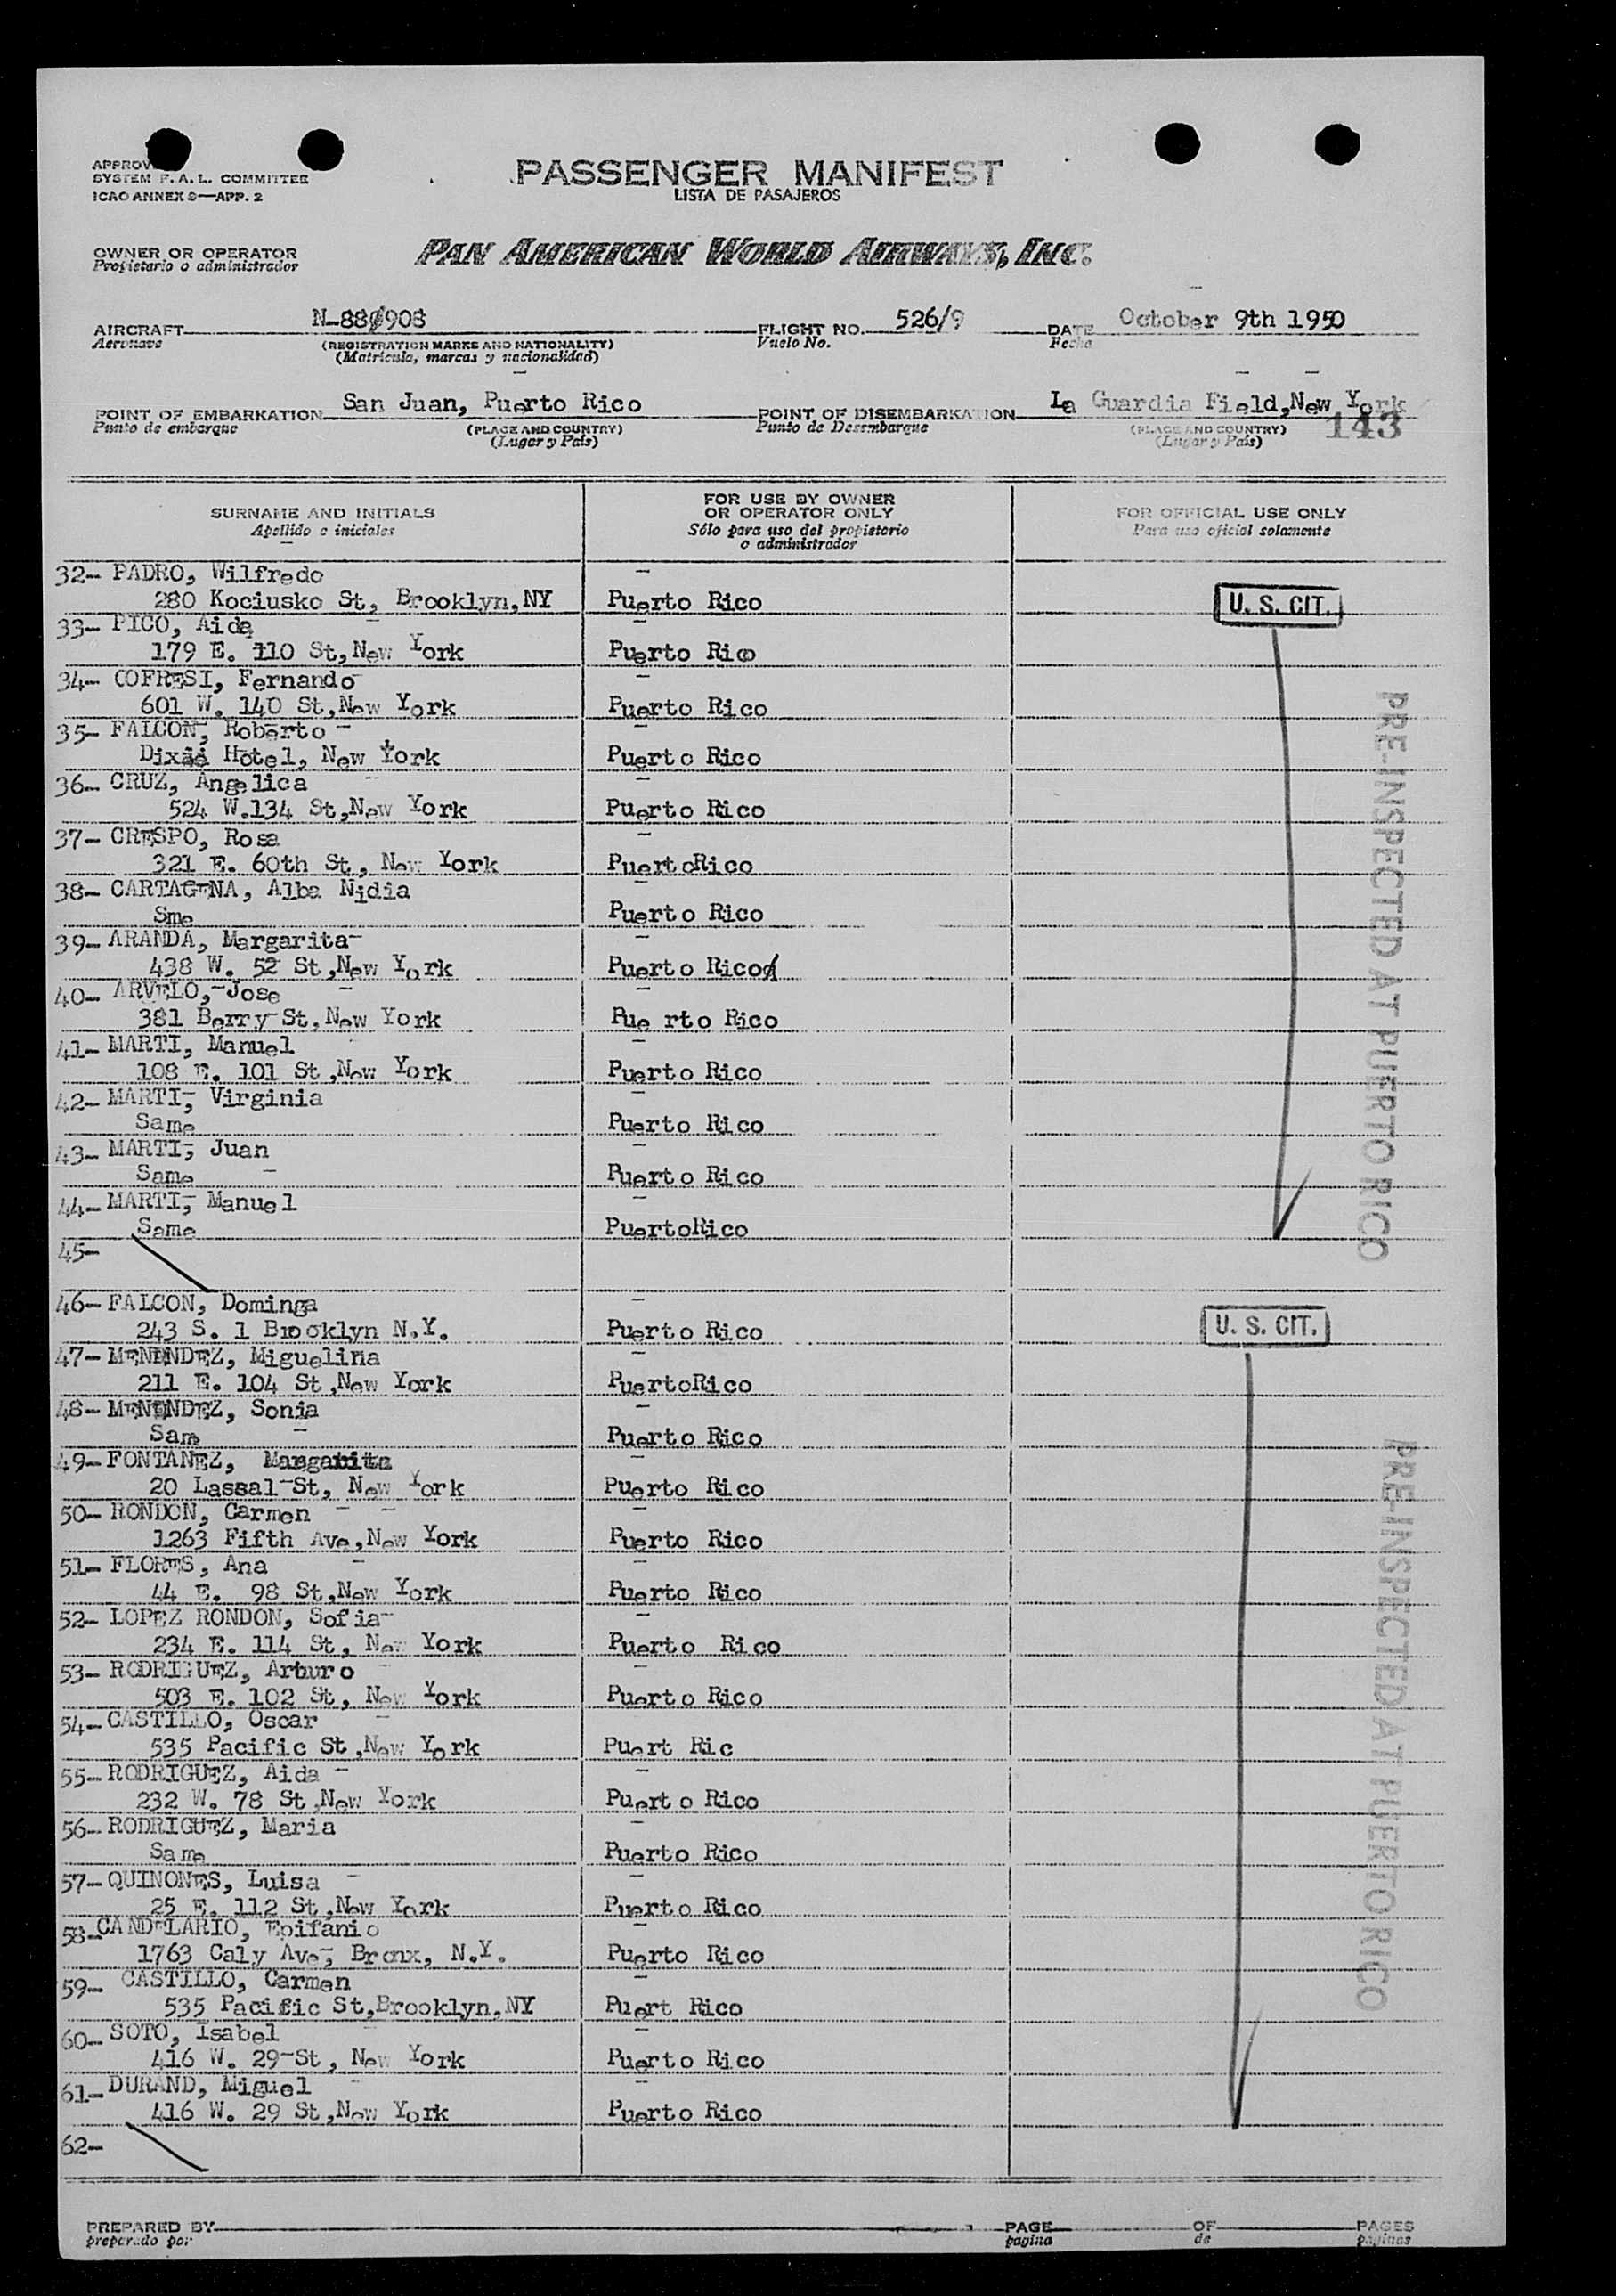 APPROV
SYSTEM F. A. L. COMMITTEE
ICAO ANNEX 9—APP. 2
PASSENGER MANIFEST
LISTA DE PASAJEROS
OWNER OR OPERATOR
Propietario o administrador
PAN AMERICAN WORLD AIRWAYS, INC.
AIRCRAFT N-88908
Aeronave
(REGISTRATION MARKS AND NATIONALITY)
(Matricula, marcas y nacionalidad)
FLIGHT NO. 526/9
Vuelo No.
DATE October 9th 1950
Fecha
POINT OF EMBARKATION San Juan, Puerto Rico
Punto de embarque
(PLACE AND COUNTRY)
(Lugar y País)
POINT OF DISEMBARKATION La Guardia Field,New York
Punto de Desembarque
(PLACE AND COUNTRY)
(Lugar y País)
143
SURNAME AND INITIALS
Apellido e iniciales
FOR USE BY OWNER
OR OPERATOR ONLY
Sólo para uso del propietario
o administrador
FOR OFFICIAL USE ONLY
Para uso oficial solamente
32- PADRO, Wilfredo
280 Kociusko St, Brooklyn,NY Puerto Rico
U. S. CIT.
33- PICO, Aida
179 E. 110 St,New York Puerto Rico
34- COFRESI, Fernando
601 W. 140 St,New York Puerto Rico
35- FALCON, Roberto
Dixie Hotel, New York Puerto Rico
36- CRUZ, Angelica
524 W.134 St,New York Puerto Rico
37- CRESPO, Rosa
321 E. 60th St, New York PuertoRico
38- CARTAGENA, Alba Nidia
Sme Puerto Rico
39- ARANDA, Margarita
438 W. 52 St,New York Puerto Rico
40- ARVELO, Jose
381 Berry St,New York Pue rto Rico
41- MARTI, Manuel
108 E. 101 St,New York Puerto Rico
42- MARTI, Virginia
Same Puerto Rico
43- MARTI, Juan
Same Puerto Rico
44- MARTI, Manuel
Same PuertoRico
45-
PRE-INSPECTED AT PUERTO RICO
46- FALCON, Dominga
243 S. 1 Brooklyn N.Y. Puerto Rico
U. S. CIT.
47- MENENDEZ, Miguelina
211 E. 104 St,New York PuertoRico
48- MENENDEZ, Sonia
Same Puerto Rico
49- FONTANEZ, Margarita
20 Lassal St, New York Puerto Rico
50- RONDON, Carmen
1263 Fifth Ave,New York Puerto Rico
51- FLORES, Ana
44 E. 98 St,New York Puerto Rico
52- LOPEZ RONDON, Sofia
234 E. 114 St, New York Puerto Rico
53- RODRIGUEZ, Arturo
503 E. 102 St, New York Puerto Rico
54- CASTILLO, Oscar
535 Pacific St,New York Puert Ric
55- RODRIGUEZ, Aida
232 W. 78 St,New York Puerto Rico
56- RODRIGUEZ, Maria
Same Puerto Rico
57- QUINONES, Luisa
25 E. 112 St,New York Puerto Rico
58- CANDELARIO, Epifanio
1763 Caly Ave, Bronx, N.Y. Puerto Rico
59- CASTILLO, Carmen
535 Pacific St,Brooklyn,NY Puert Rico
60- SOTO, Isabel
416 W. 29 St, New York Puerto Rico
61- DURAND, Miguel
416 W. 29 St,New York Puerto Rico
62-
PRE-INSPECTED AT PUERTO RICO
PREPARED BY
preparado por
PAGE
pagina
OF
de
PAGES
paginas